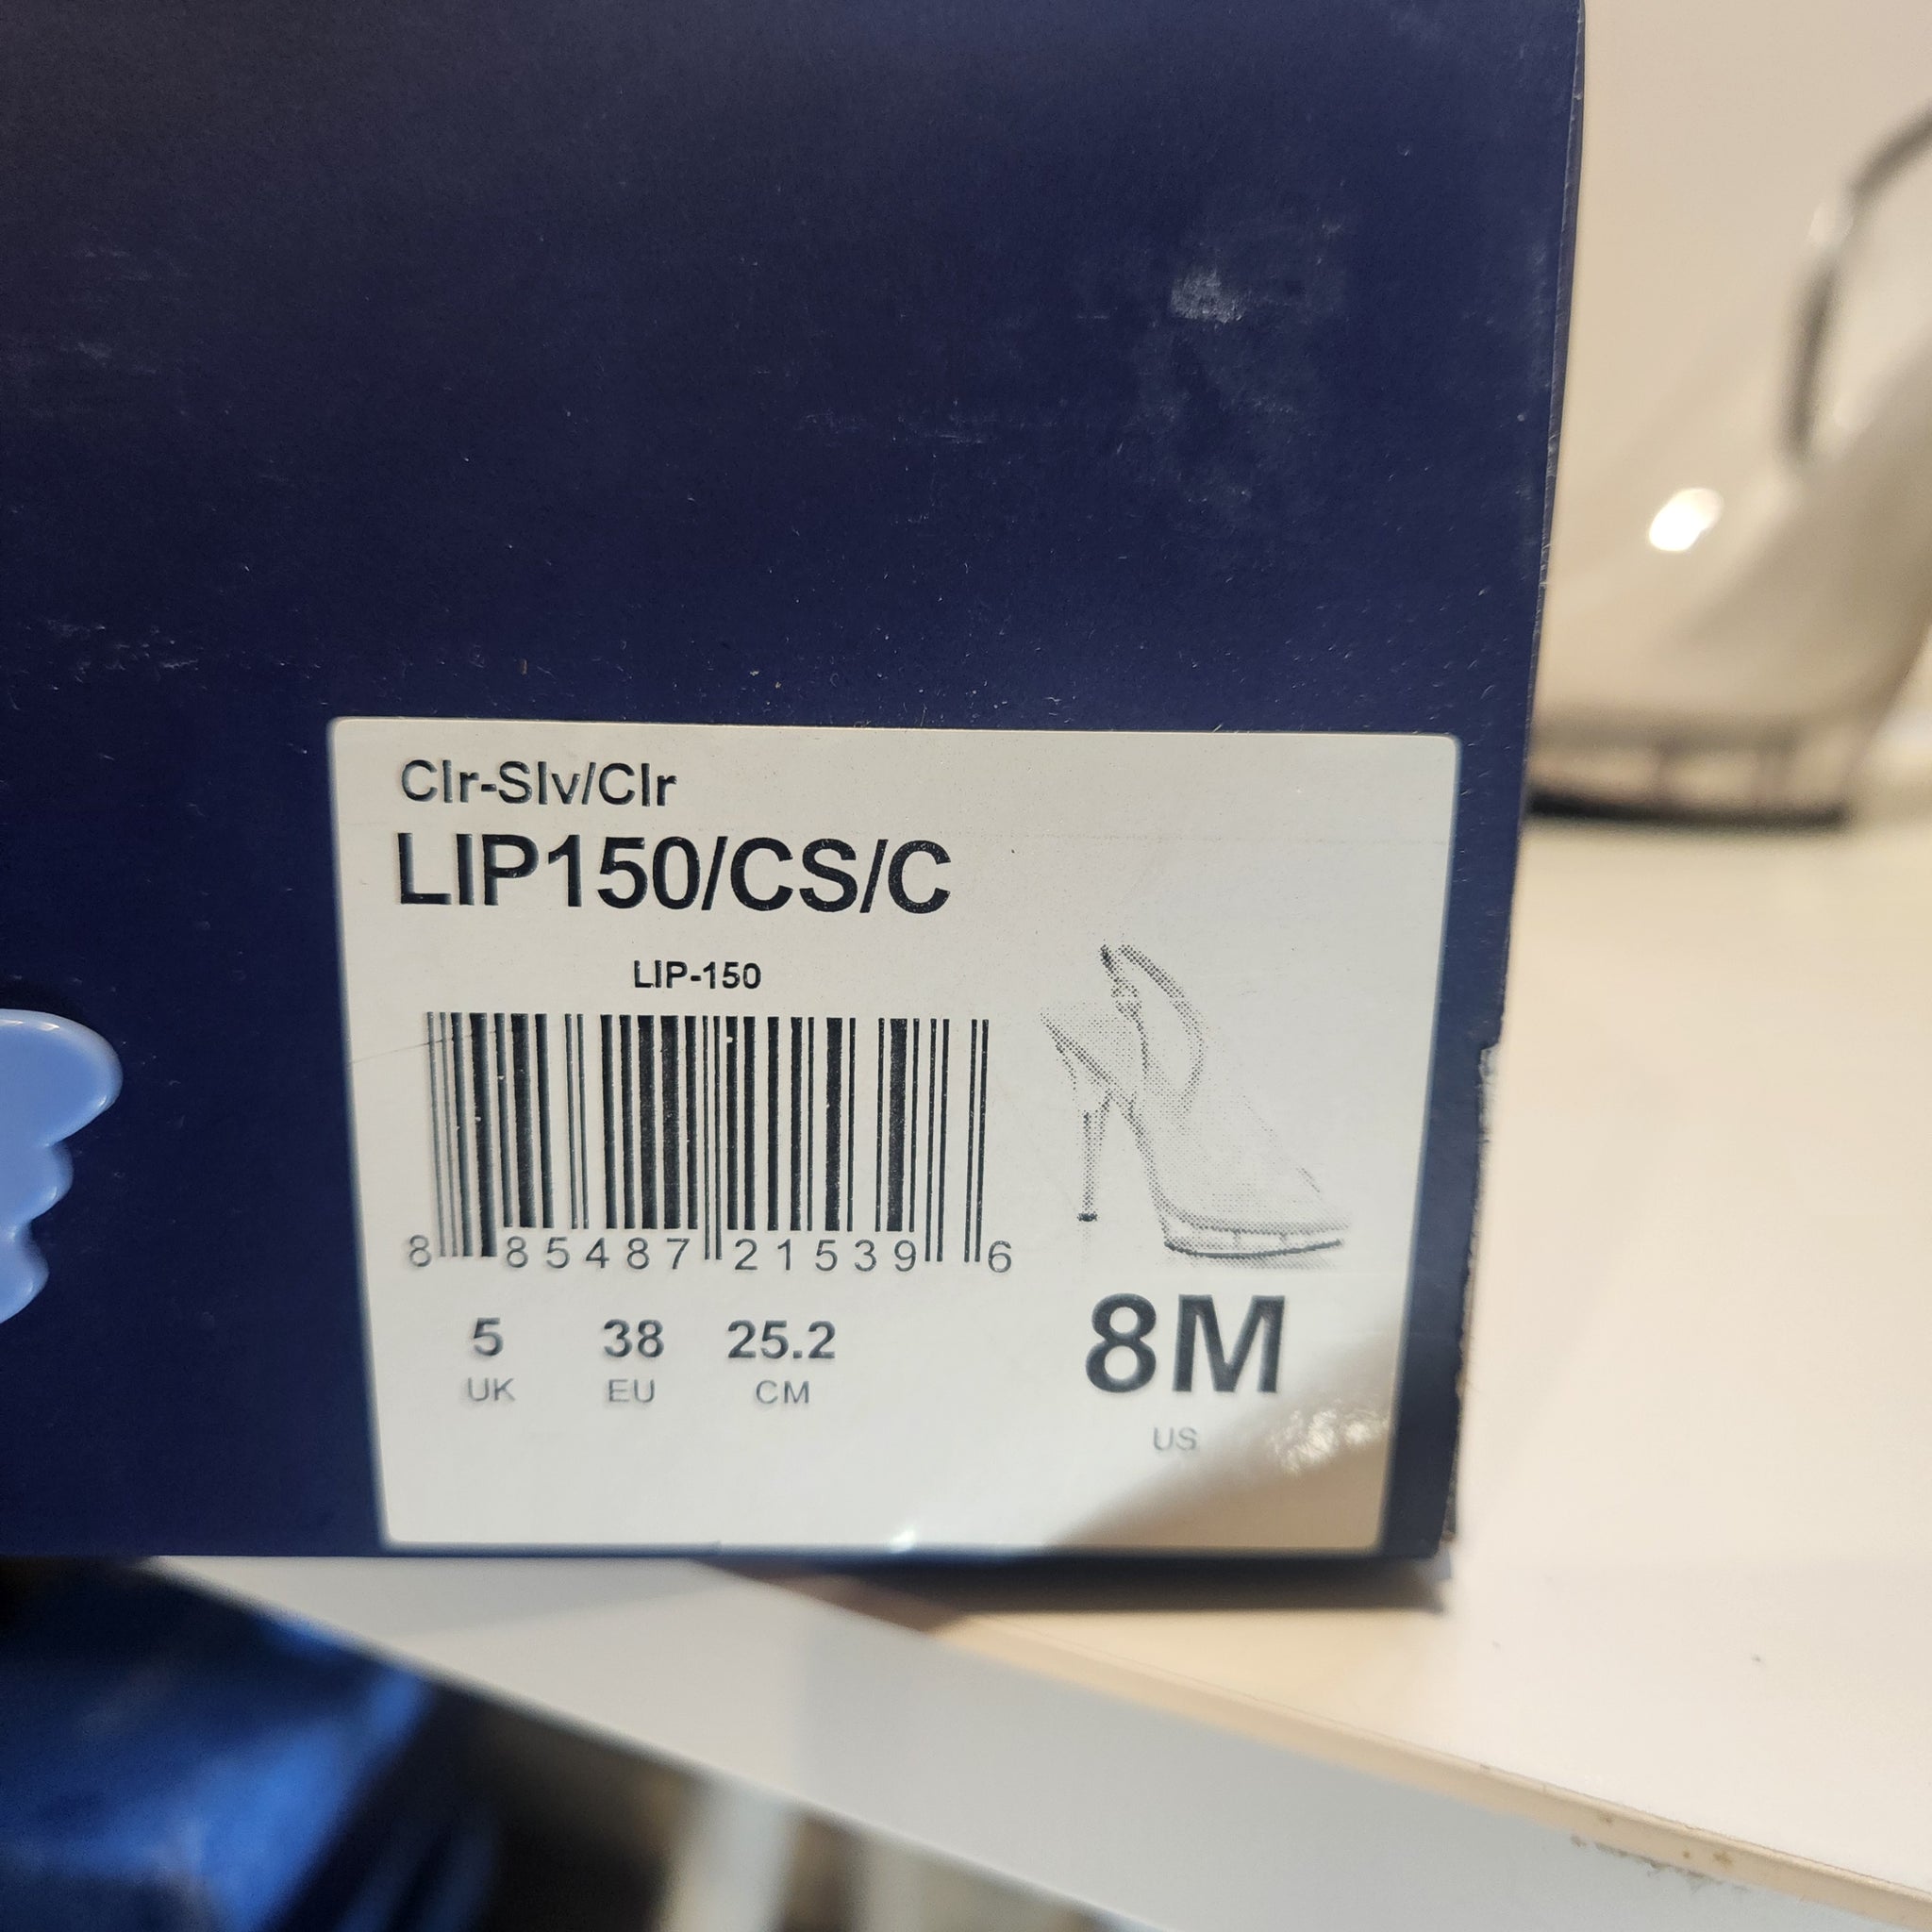 Clr-Slv/Clr
LIP150/CS/C
LIP-150
8 85487 21539 6
5 38 25.2 8M
UK EU CM US